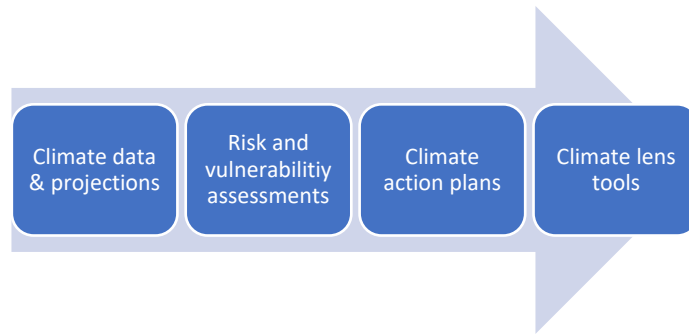 Climate data
& projections
Risk and
vulnerabilitiy
assessments
Climate
action plans
Climate lens
tools